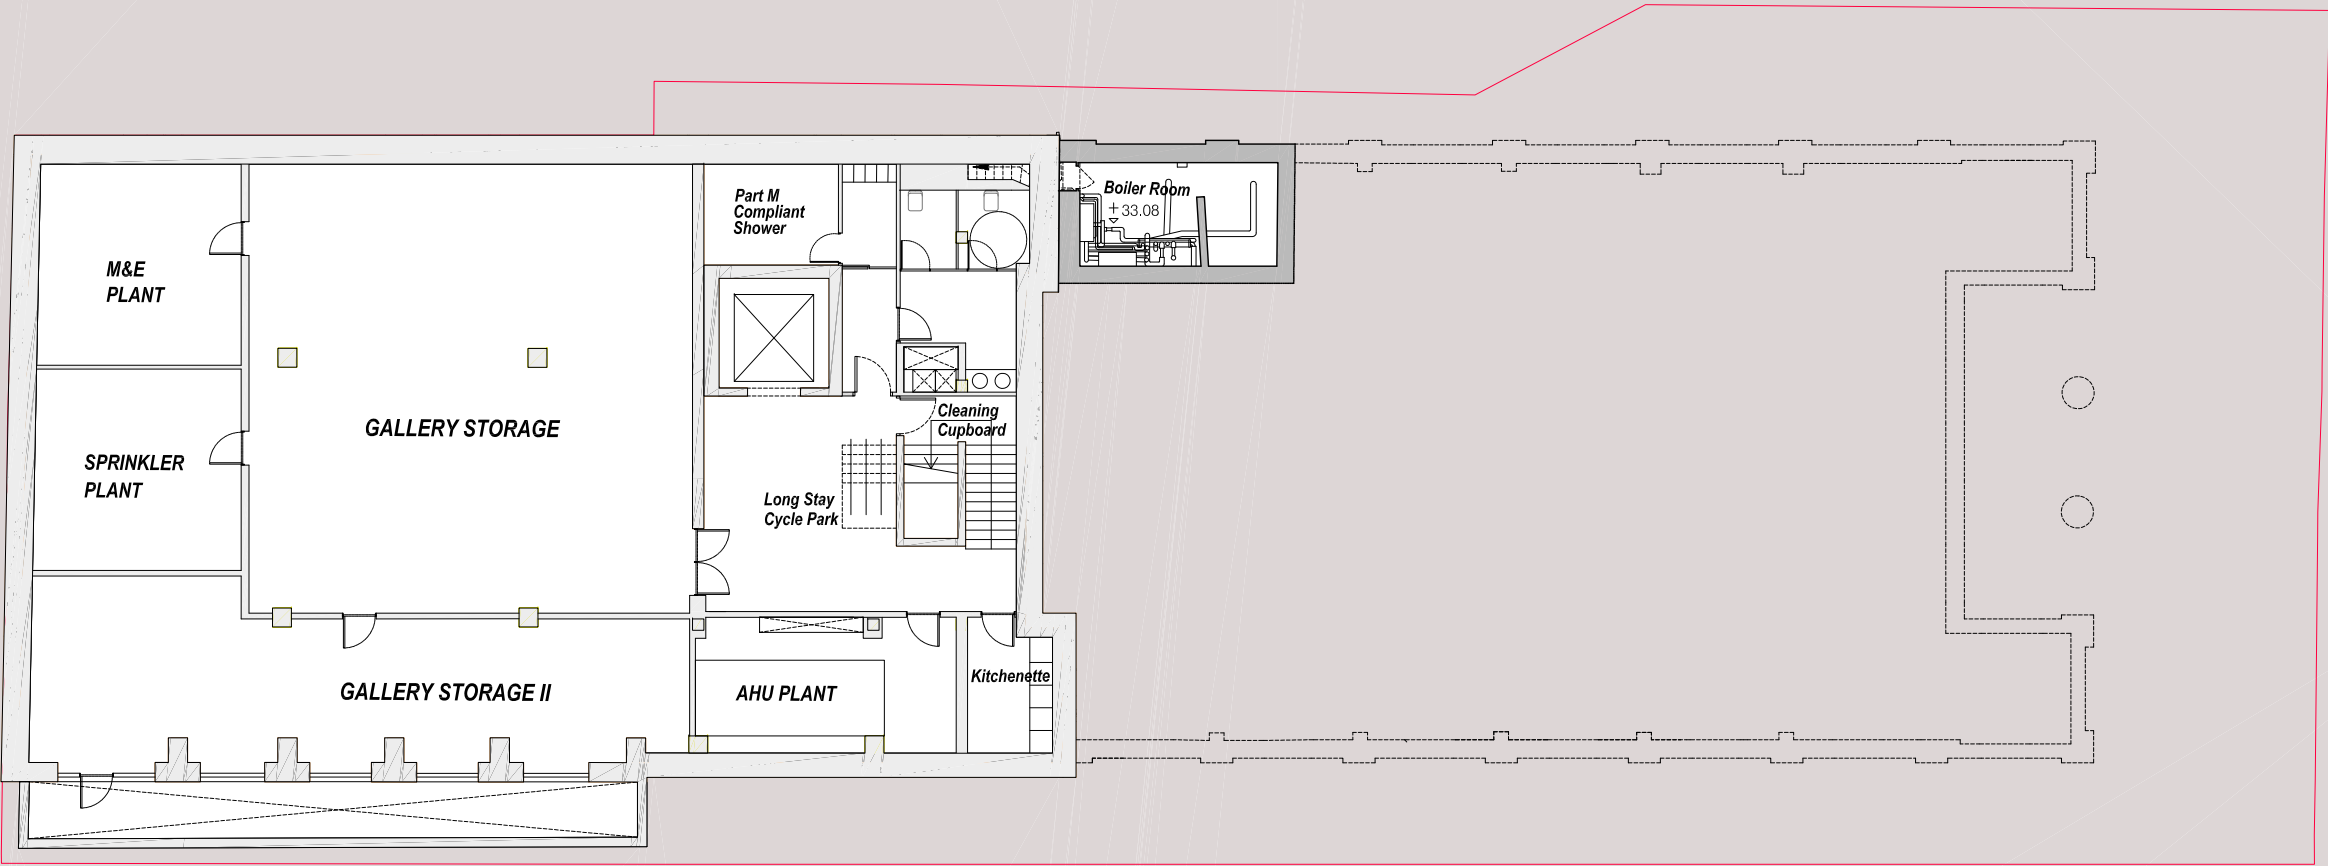 Part M
Compliant
Shower
Boiler Room
+ 33.08
M&E
PLANT
GALLERY STORAGE
Cleaning
Cupboard
SPRINKLER
PLANT
Long Stay
Cycle Park
GALLERY STORAGE II
AHU PLANT
Kitchenette